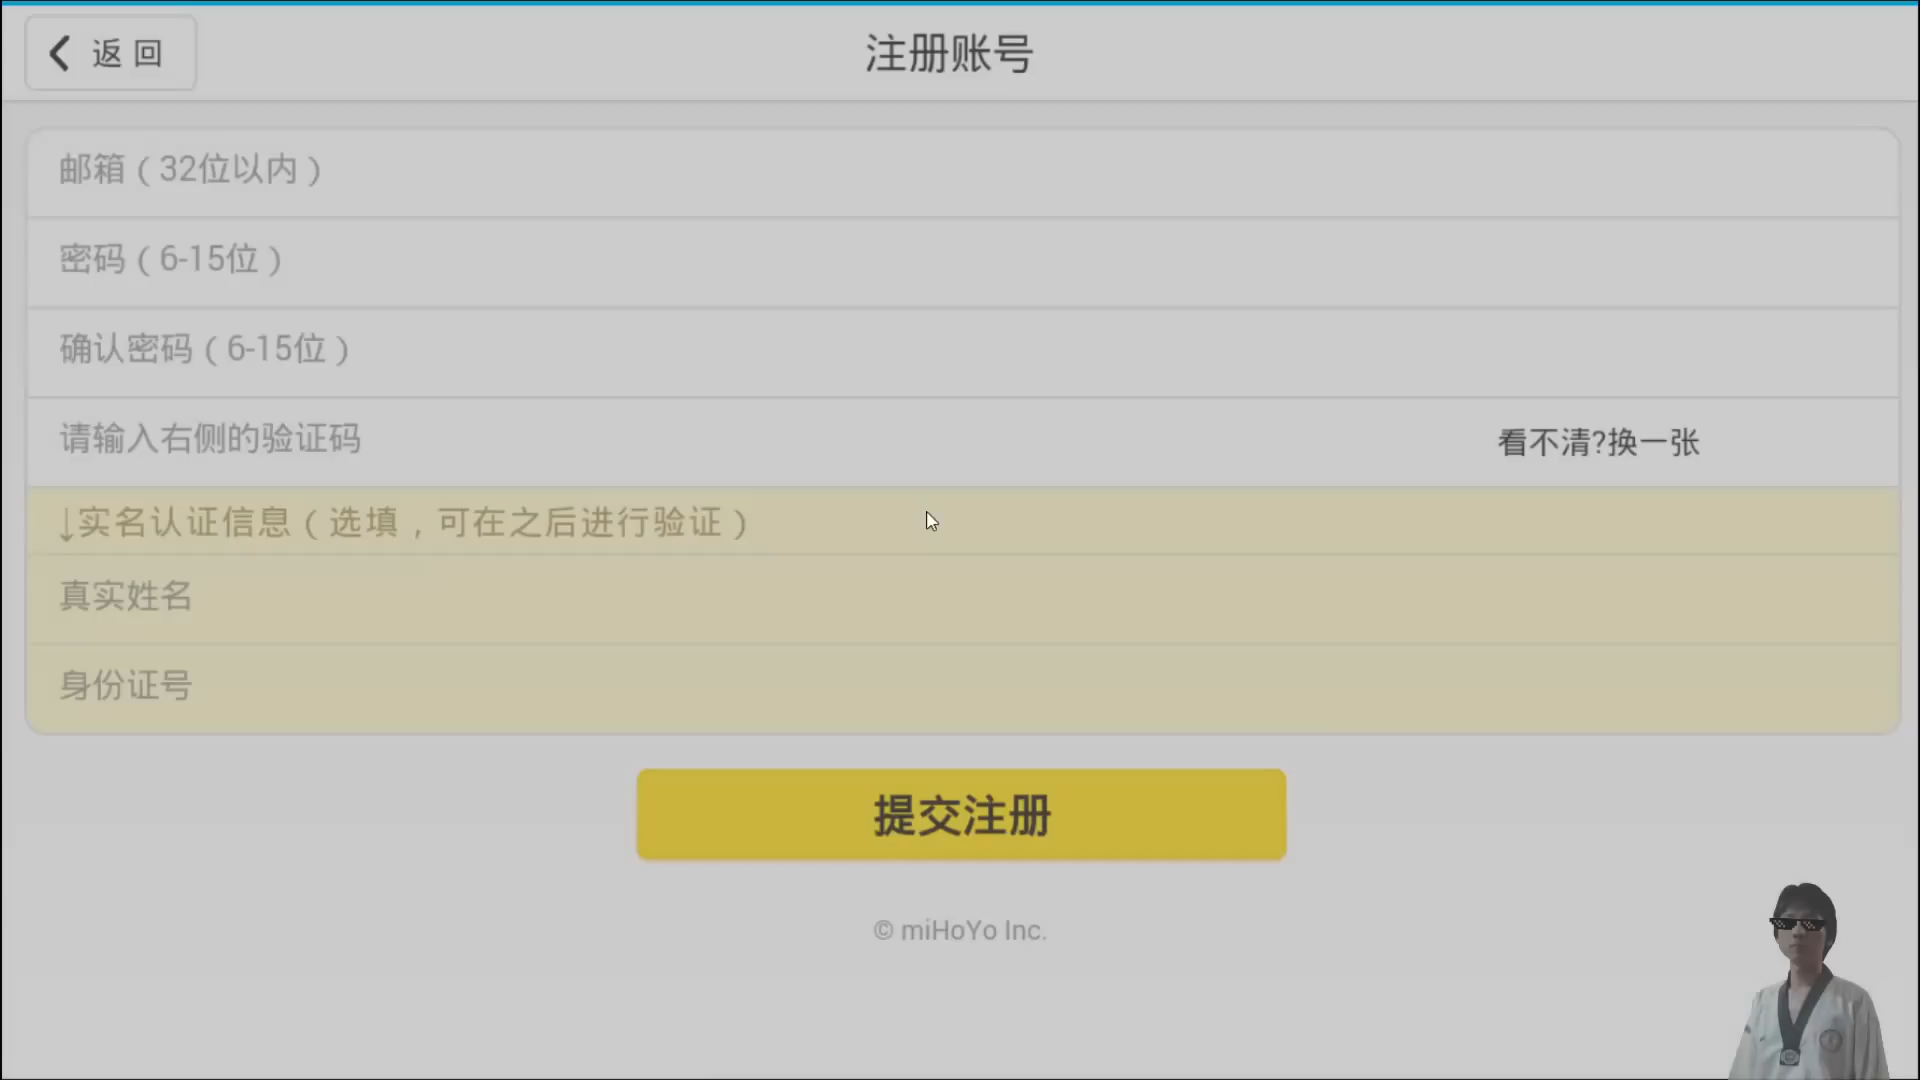 返回
注册账号
邮箱（32位以内）
密码（6-15位）
确认密码（6-15位）
请输入右侧的验证码
看不清?换一张
↓实名认证信息（选填，可在之后进行验证）
真实姓名
身份证号
提交注册
© miHoYo Inc.